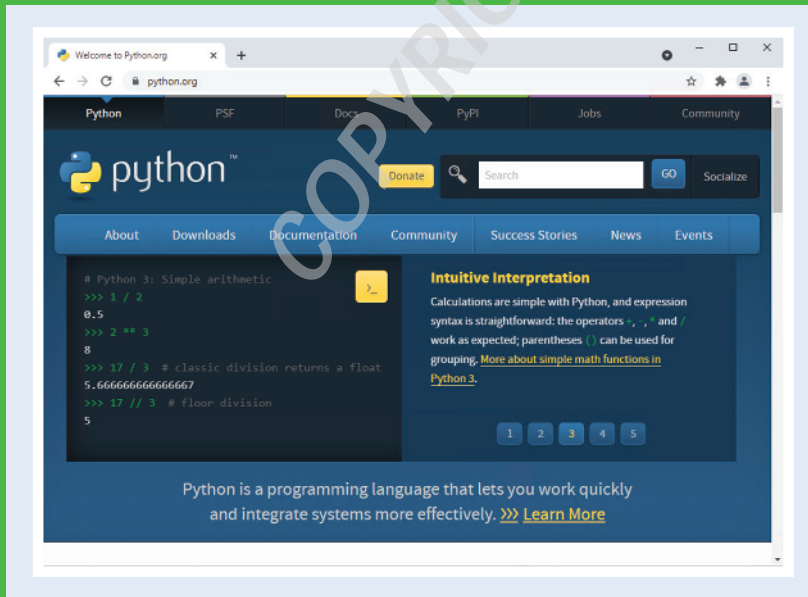 COPYRIC
Welcome to Python.org
python.org
Python PSF Docs PyPI Jobs Community
python™
Donate Search GO Socialize
About Downloads Documentation Community Success Stories News Events
# Python 3: Simple arithmetic
>>> 1 / 2
0.5
>>> 2 ** 3
8
>>> 17 / 3 # classic division returns a float
5.666666666666667
>>> 17 // 3 # floor division
5
>_
Intuitive Interpretation
Calculations are simple with Python, and expression
syntax is straightforward: the operators +, -, * and /
work as expected; parentheses () can be used for
grouping. More about simple math functions in
Python 3.
1 2 3 4 5
Python is a programming language that lets you work quickly
and integrate systems more effectively. >>> Learn More